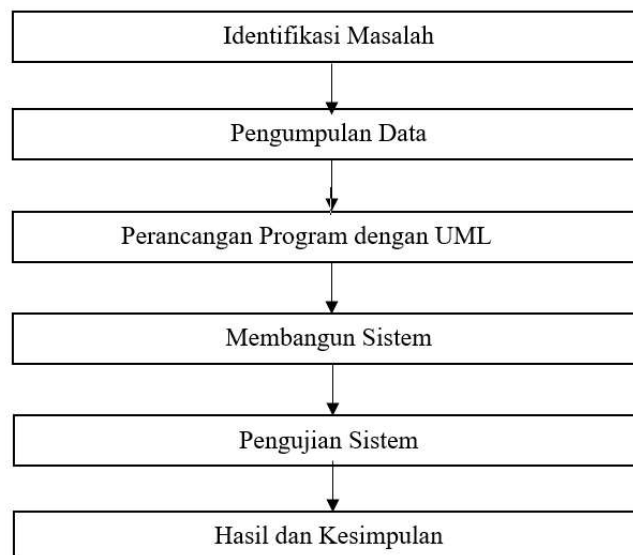 Identifikasi Masalah
Pengumpulan Data
Perancangan Program dengan UML
Membangun Sistem
Pengujian Sistem
Hasil dan Kesimpulan